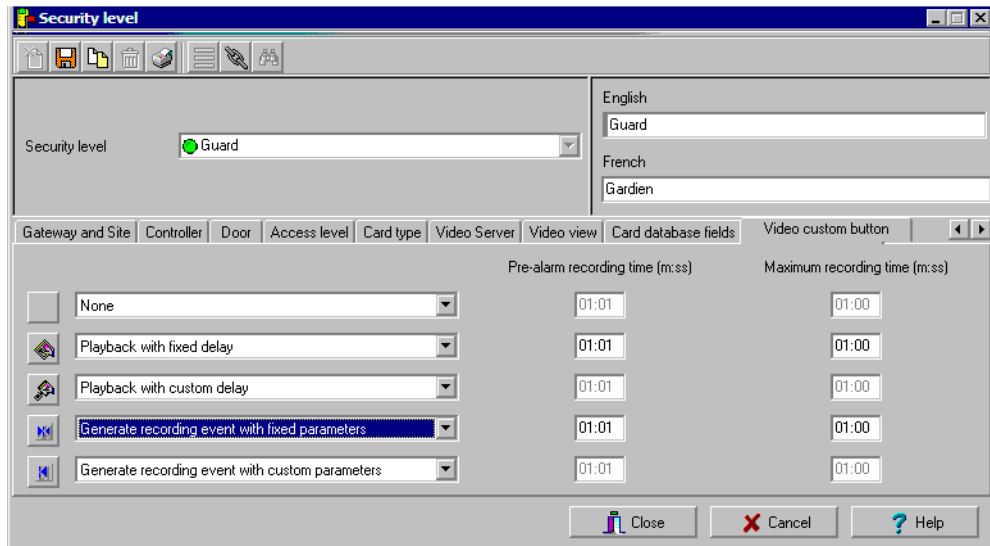 Security level
English
Guard
Security level Guard
French
Gardien
Gateway and Site Controller Door Access level Card type Video Server Video view Card database fields Video custom button
Pre-alarm recording time (m:ss) Maximum recording time (m:ss)
None 01:01 01:00
Playback with fixed delay 01:01 01:00
Playback with custom delay 01:01 01:00
Generate recording event with fixed parameters 01:01 01:00
Generate recording event with custom parameters 01:01 01:00
Close Cancel Help